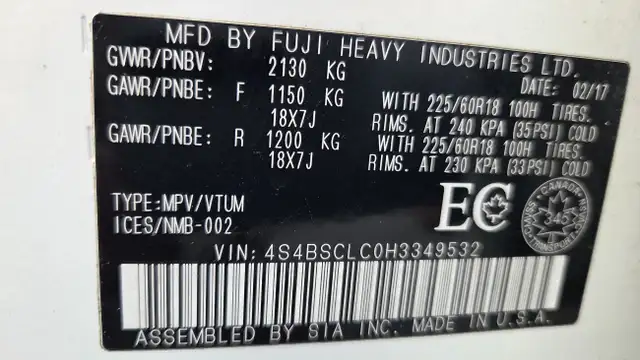 MFD BY FUJI HEAVY INDUSTRIES LTD.
GWWR/PNBV: 2130 KG DATE: 02/17
GAWR/PNBE: F 1150 KG WITH 225/60R18 100H TIRES.
18X7J RIMS. AT 240 KPA (35PSI) COLD
GAWR/PNBE: R 1200 KG WITH 225/60R18 100H TIRES.
18X7J RIMS. AT 230 KPA (33PSI) COLD
TYPE:MPV/VTUM
ICES/NMB-002
EC
CANADA
345
VIN: 4S4BSCLC0H3349532
ASSEMBLED BY SIA INC. MADE IN U.S.A.